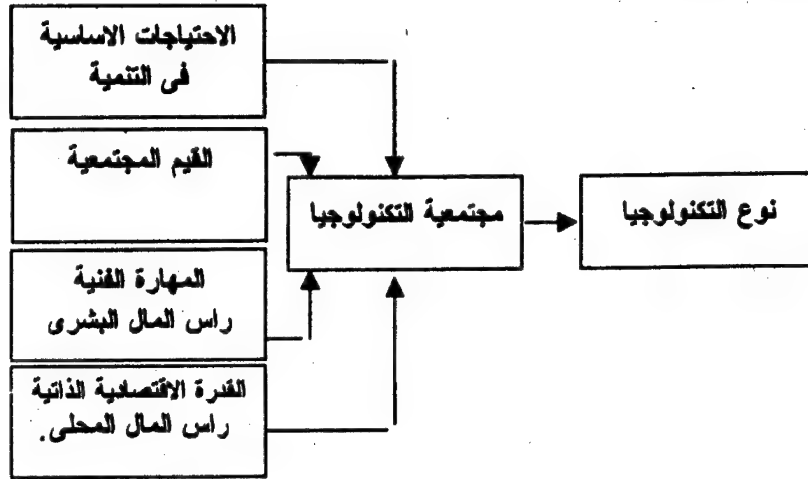 الاحتياجات الاساسية
فى التنمية
القيم المجتمعية
المهارة الفنية
راس المال البشرى
القدرة الاقتصادية الذاتية
راس المال المحلى.
مجتمعية التكنولوجيا
نوع التكنولوجيا